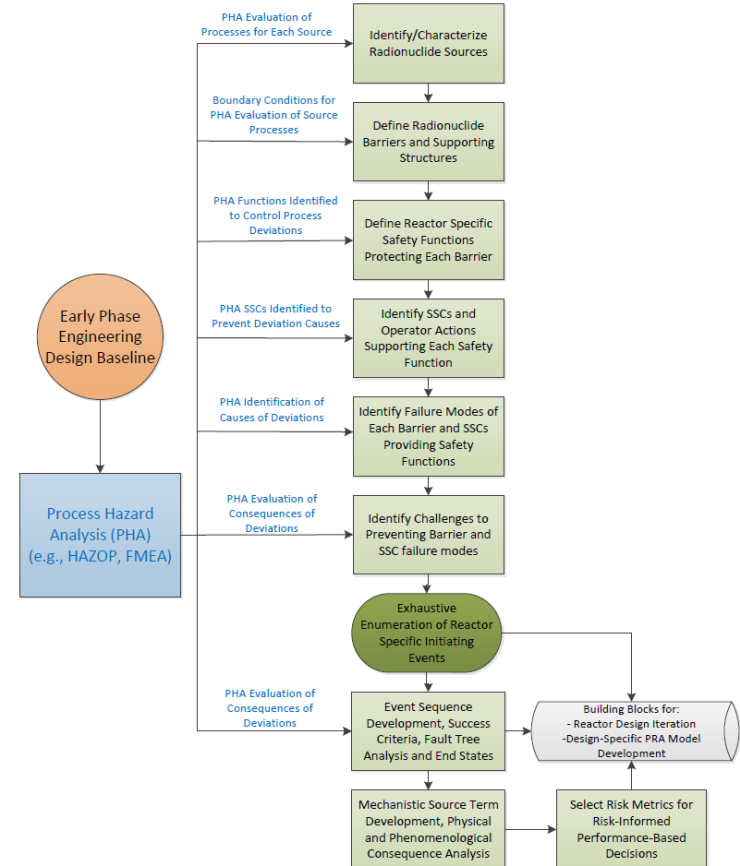 PHA Evaluation of
Processes for Each Source
Identify/Characterize
Radionuclide Sources
Boundary Conditions for
PHA Evaluation of Source
Processes
Define Radionuclide
Barriers and Supporting
Structures
PHA Functions Identified
to Control Process
Deviations
Define Reactor Specific
Safety Functions
Protecting Each Barrier
Early Phase
Engineering
Design Baseline
PHA SSCs Identified to
Prevent Deviation Causes
Identify SSCs and
Operator Actions
Supporting Each Safety
Function
PHA Identification of
Causes of Deviations
Identify Failure Modes of
Each Barrier and SSCs
Providing Safety
Functions
Process Hazard
Analysis (PHA)
(e.g., HAZOP, FMEA)
PHA Evaluation of
Consequences of
Deviations
Identify Challenges to
Preventing Barrier and
SSC failure modes
Exhaustive
Enumeration of Reactor
Specific Initiating
Events
PHA Evaluation of
Consequences of
Deviations
Event Sequence
Development, Success
Criteria, Fault Tree
Analysis and End States
Building Blocks for:
- Reactor Design Iteration
-Design-Specific PRA Model
Development
Mechanistic Source Term
Development, Physical
and Phenomenological
Consequence Analysis
Select Risk Metrics for
Risk-Informed
Performance-Based
Decisions